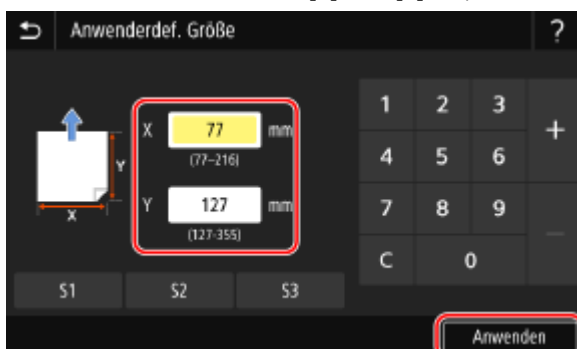 Anwenderdef. Größe ?
X 77 mm
(77–216)
Y
X
Y 127 mm
(127-355)
1 2 3 +
4 5 6
7 8 9 –
C 0
S1 S2 S3
Anwenden